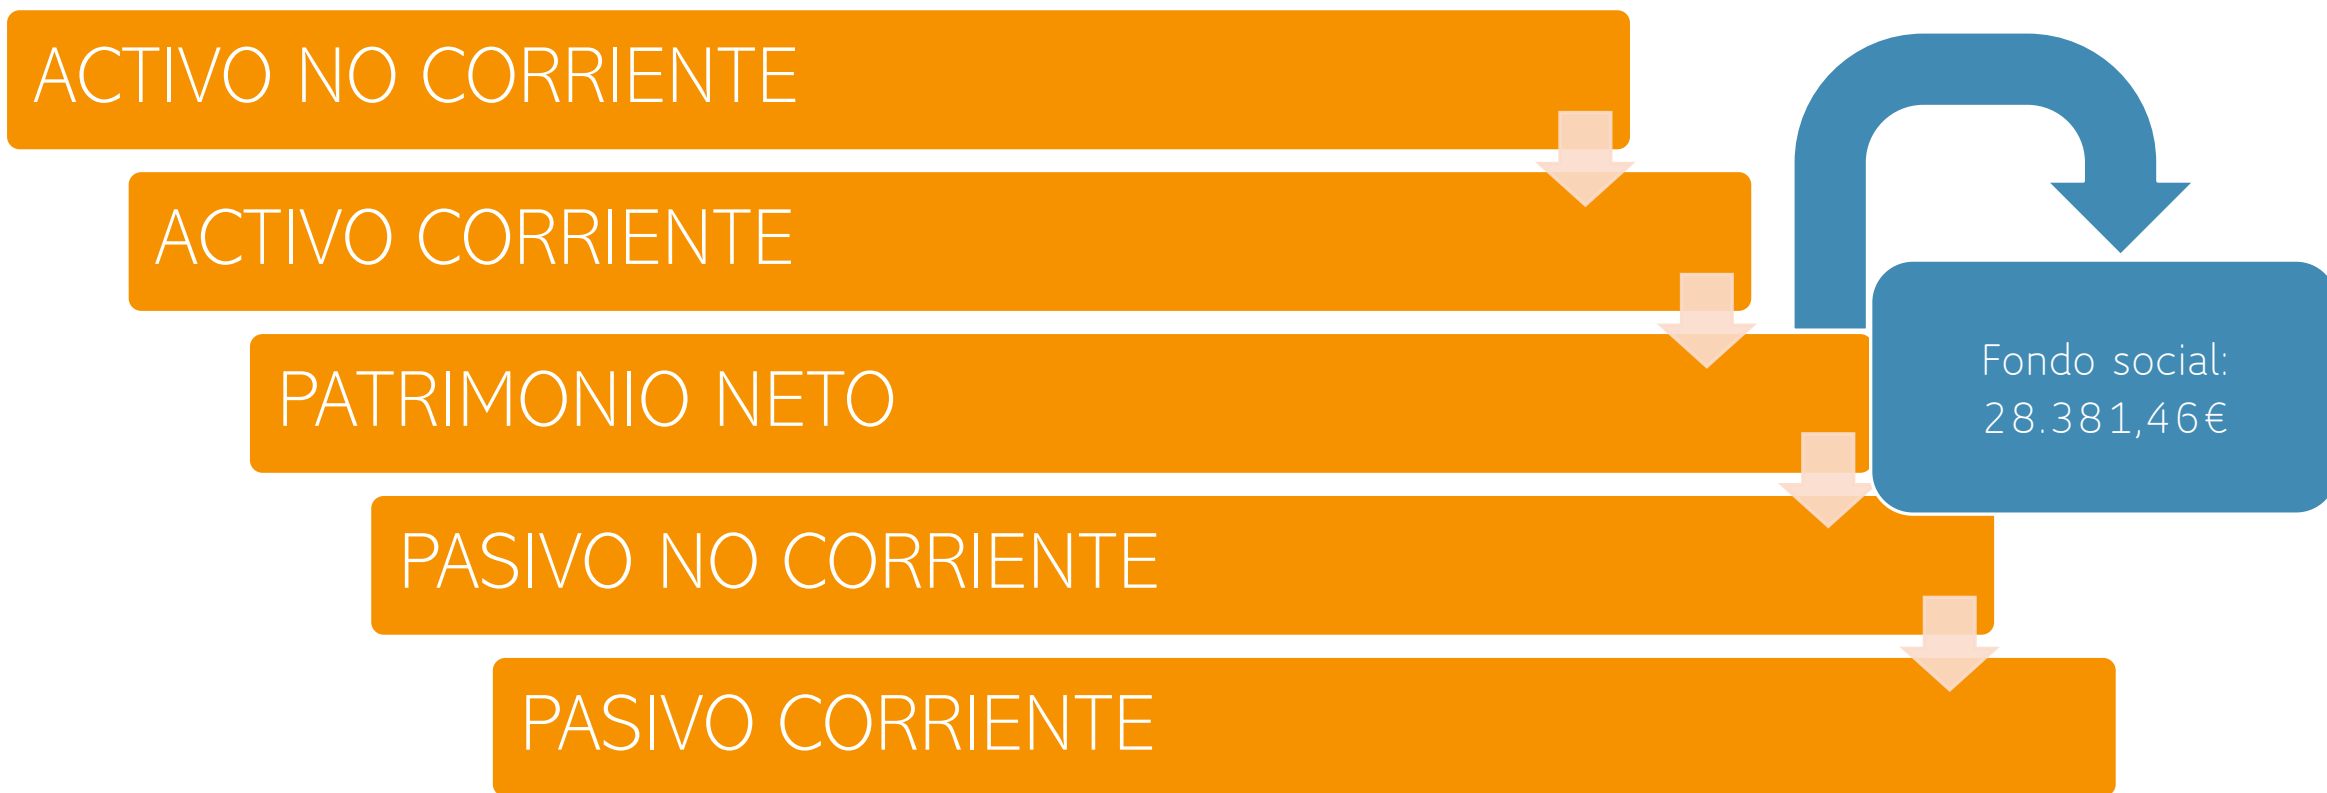 ACTIVO NO CORRIENTE
ACTIVO CORRIENTE
PATRIMONIO NETO
Fondo social:
28.381,46€
PASIVO NO CORRIENTE
PASIVO CORRIENTE